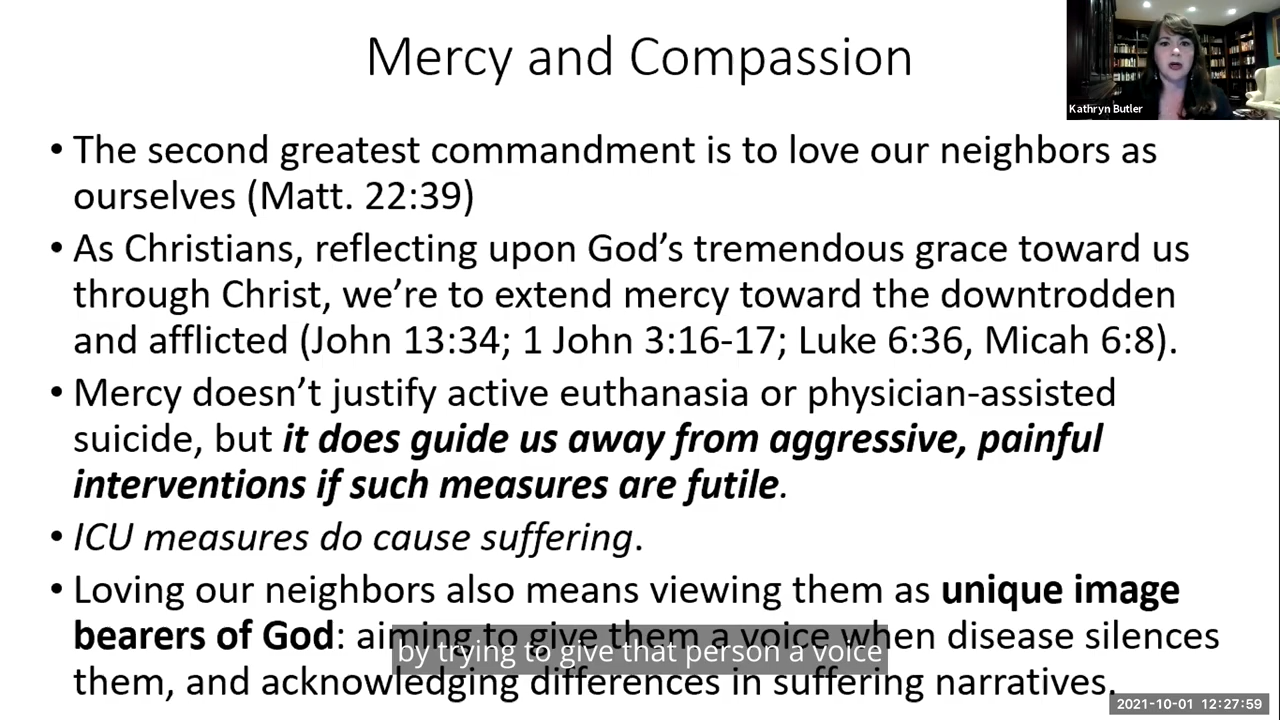 Mercy and Compassion
Kathryn Butler
• The second greatest commandment is to love our neighbors as
ourselves (Matt. 22:39)
• As Christians, reflecting upon God’s tremendous grace toward us
through Christ, we’re to extend mercy toward the downtrodden
and afflicted (John 13:34; 1 John 3:16-17; Luke 6:36, Micah 6:8).
• Mercy doesn’t justify active euthanasia or physician-assisted
suicide, but it does guide us away from aggressive, painful
interventions if such measures are futile.
• ICU measures do cause suffering.
• Loving our neighbors also means viewing them as unique image
bearers of God: aiming to give them a voice when disease silences
by trying to give that person a voice
them, and acknowledging differences in suffering narratives.
2021-10-01 12:27:59